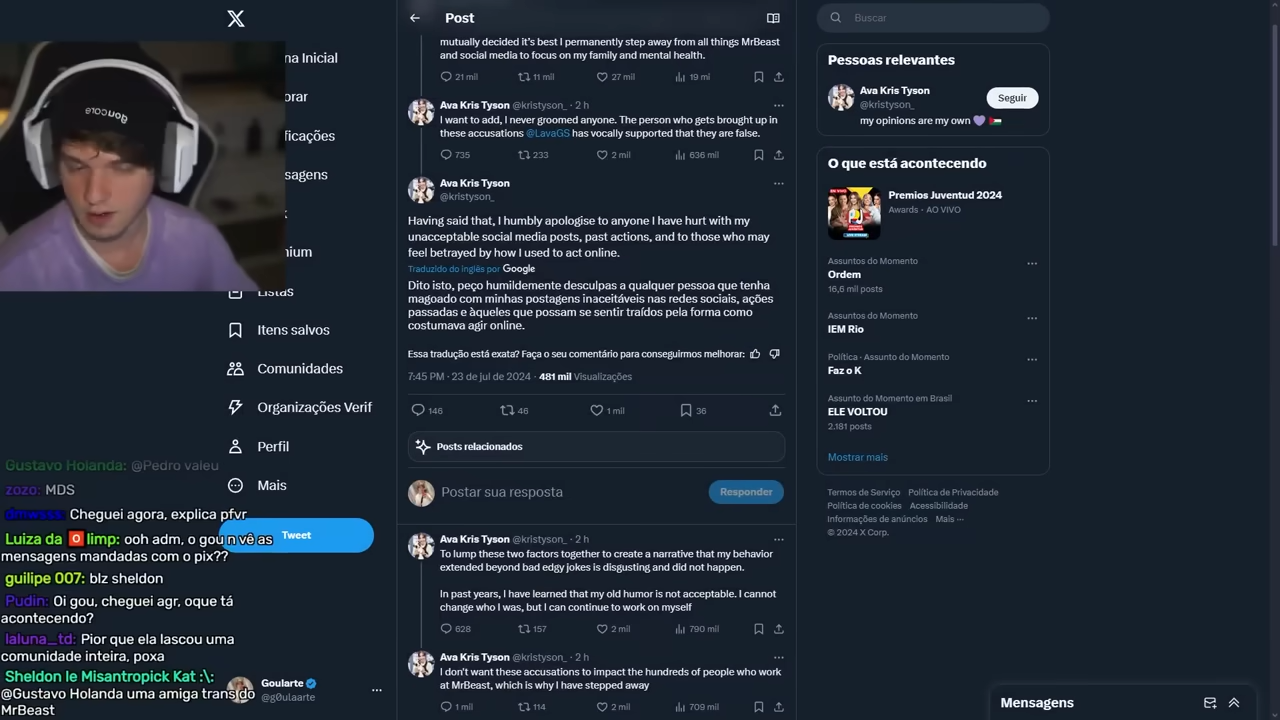 Post
Buscar
mutually decided it's best I permanently step away from all things MrBeast
and social media to focus on my family and mental health.
21 mil
11 mil
27 mil
19 mi
Ava Kris Tyson @kristyson_ · 2 h
I want to add, I never groomed anyone. The person who gets brought up in
these accusations @LavaGS has vocally supported that they are false.
735
233
2 mil
636 mil
Ava Kris Tyson
@kristyson_
Having said that, I humbly apologise to anyone I have hurt with my
unacceptable social media posts, past actions, and to those who may
feel betrayed by how I used to act online.
Traduzido do inglês por Google
Dito isto, peço humildemente desculpas a qualquer pessoa que tenha
magoado com minhas postagens inaceitáveis nas redes sociais, ações
passadas e àqueles que possam se sentir traídos pela forma como
costumava agir online.
Essa tradução está exata? Faça o seu comentário para conseguirmos melhorar:
7:45 PM · 23 de jul de 2024 · 481 mil Visualizações
146
46
1 mil
36
Posts relacionados
Postar sua resposta
Responder
Ava Kris Tyson @kristyson_ · 2 h
To lump these two factors together to create a narrative that my behavior
extended beyond bad edgy jokes is disgusting and did not happen.
In past years, I have learned that my old humor is not acceptable. I cannot
change who I was, but I can continue to work on myself
628
157
2 mil
790 mil
Ava Kris Tyson @kristyson_ · 2 h
I don't want these accusations to impact the hundreds of people who work
at MrBeast, which is why I have stepped away
1 mil
114
2 mil
709 mil
Pessoas relevantes
Ava Kris Tyson
@kristyson_
Seguir
my opinions are my own
O que está acontecendo
EN VIVO
Premios Juventud 2024
Awards · AO VIVO
Assuntos do Momento
Ordem
16,6 mil posts
Assuntos do Momento
IEM Rio
Política · Assunto do Momento
Faz o K
Assunto do Momento em Brasil
ELE VOLTOU
2.181 posts
Mostrar mais
Termos de Serviço Política de Privacidade
Política de cookies Acessibilidade
Informações de anúncios Mais ···
© 2024 X Corp.
Mensagens
na Inicial
orar
ificações
nsagens
k
mium
Listas
Itens salvos
Comunidades
Organizações Verif
Perfil
Mais
Tweet
Goularte
@g0ulaarte
Gustavo Holanda: @Pedro valeu
zozo: MDS
dmwsss: Cheguei agora, explica pfvr
Luiza da O limp: ooh adm, o gou n vê as
mensagens mandadas com o pix??
guilipe 007: blz sheldon
Pudin: Oi gou, cheguei agr, oque tá
acontecendo?
laluna_td: Pior que ela lascou uma
comunidade inteira, poxa
Sheldon le Misantropick Kat :\:
@Gustavo Holanda uma amiga trans do
MrBeast